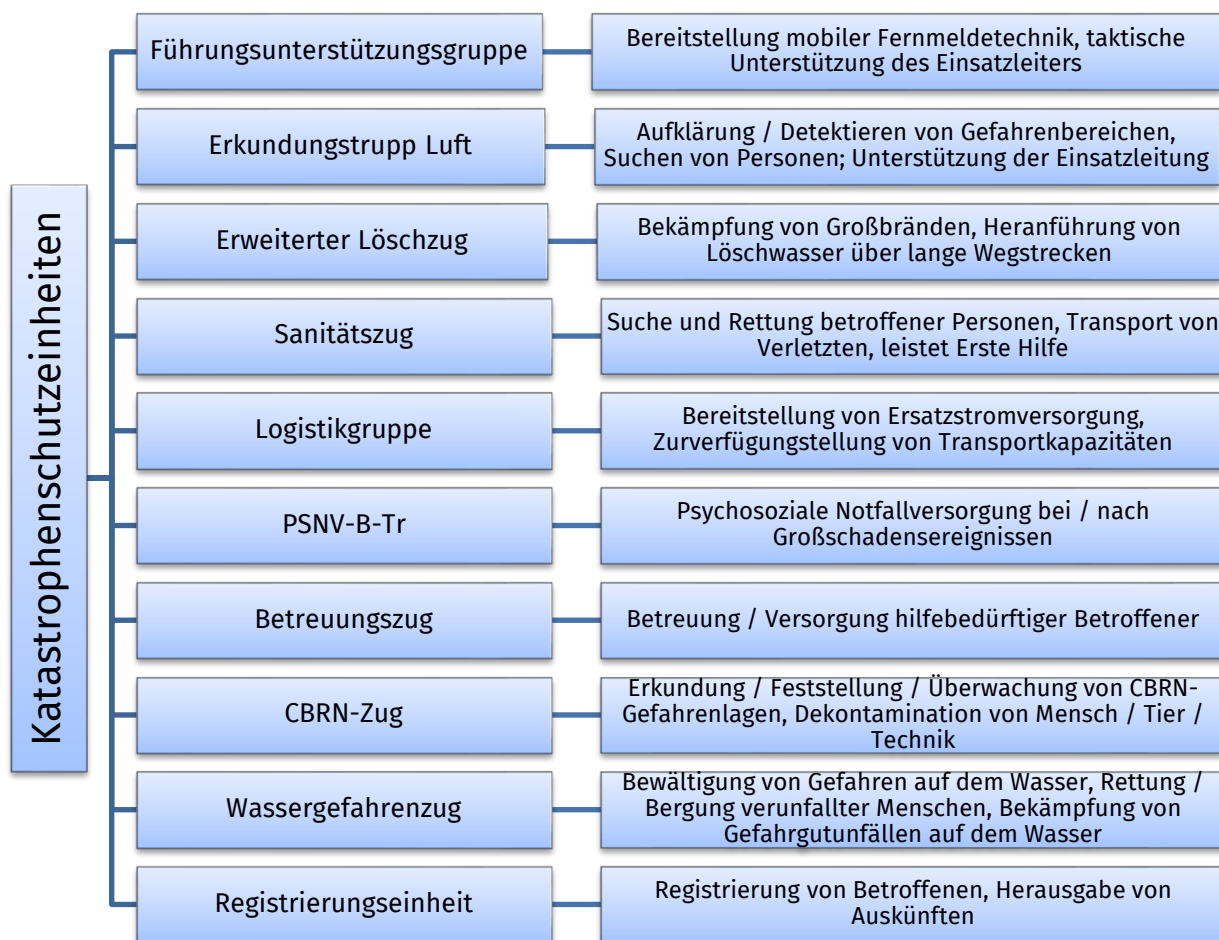 Katastrophenschutzeinheiten
Führungsunterstützungsgruppe
Bereitstellung mobiler Fernmeldetechnik, taktische
Unterstützung des Einsatzleiters
Erkundungstrupp Luft
Aufklärung / Detektieren von Gefahrenbereichen,
Suchen von Personen; Unterstützung der Einsatzleitung
Erweiterter Löschzug
Bekämpfung von Großbränden, Heranführung von
Löschwasser über lange Wegstrecken
Sanitätszug
Suche und Rettung betroffener Personen, Transport von
Verletzten, leistet Erste Hilfe
Logistikgruppe
Bereitstellung von Ersatzstromversorgung,
Zurverfügungstellung von Transportkapazitäten
PSNV-B-Tr
Psychosoziale Notfallversorgung bei / nach
Großschadensereignissen
Betreuungszug
Betreuung / Versorgung hilfebedürftiger Betroffener
CBRN-Zug
Erkundung / Feststellung / Überwachung von CBRN-
Gefahrenlagen, Dekontamination von Mensch / Tier /
Technik
Wassergefahrenzug
Bewältigung von Gefahren auf dem Wasser, Rettung /
Bergung verunfallter Menschen, Bekämpfung von
Gefahrgutunfällen auf dem Wasser
Registrierungseinheit
Registrierung von Betroffenen, Herausgabe von
Auskünften